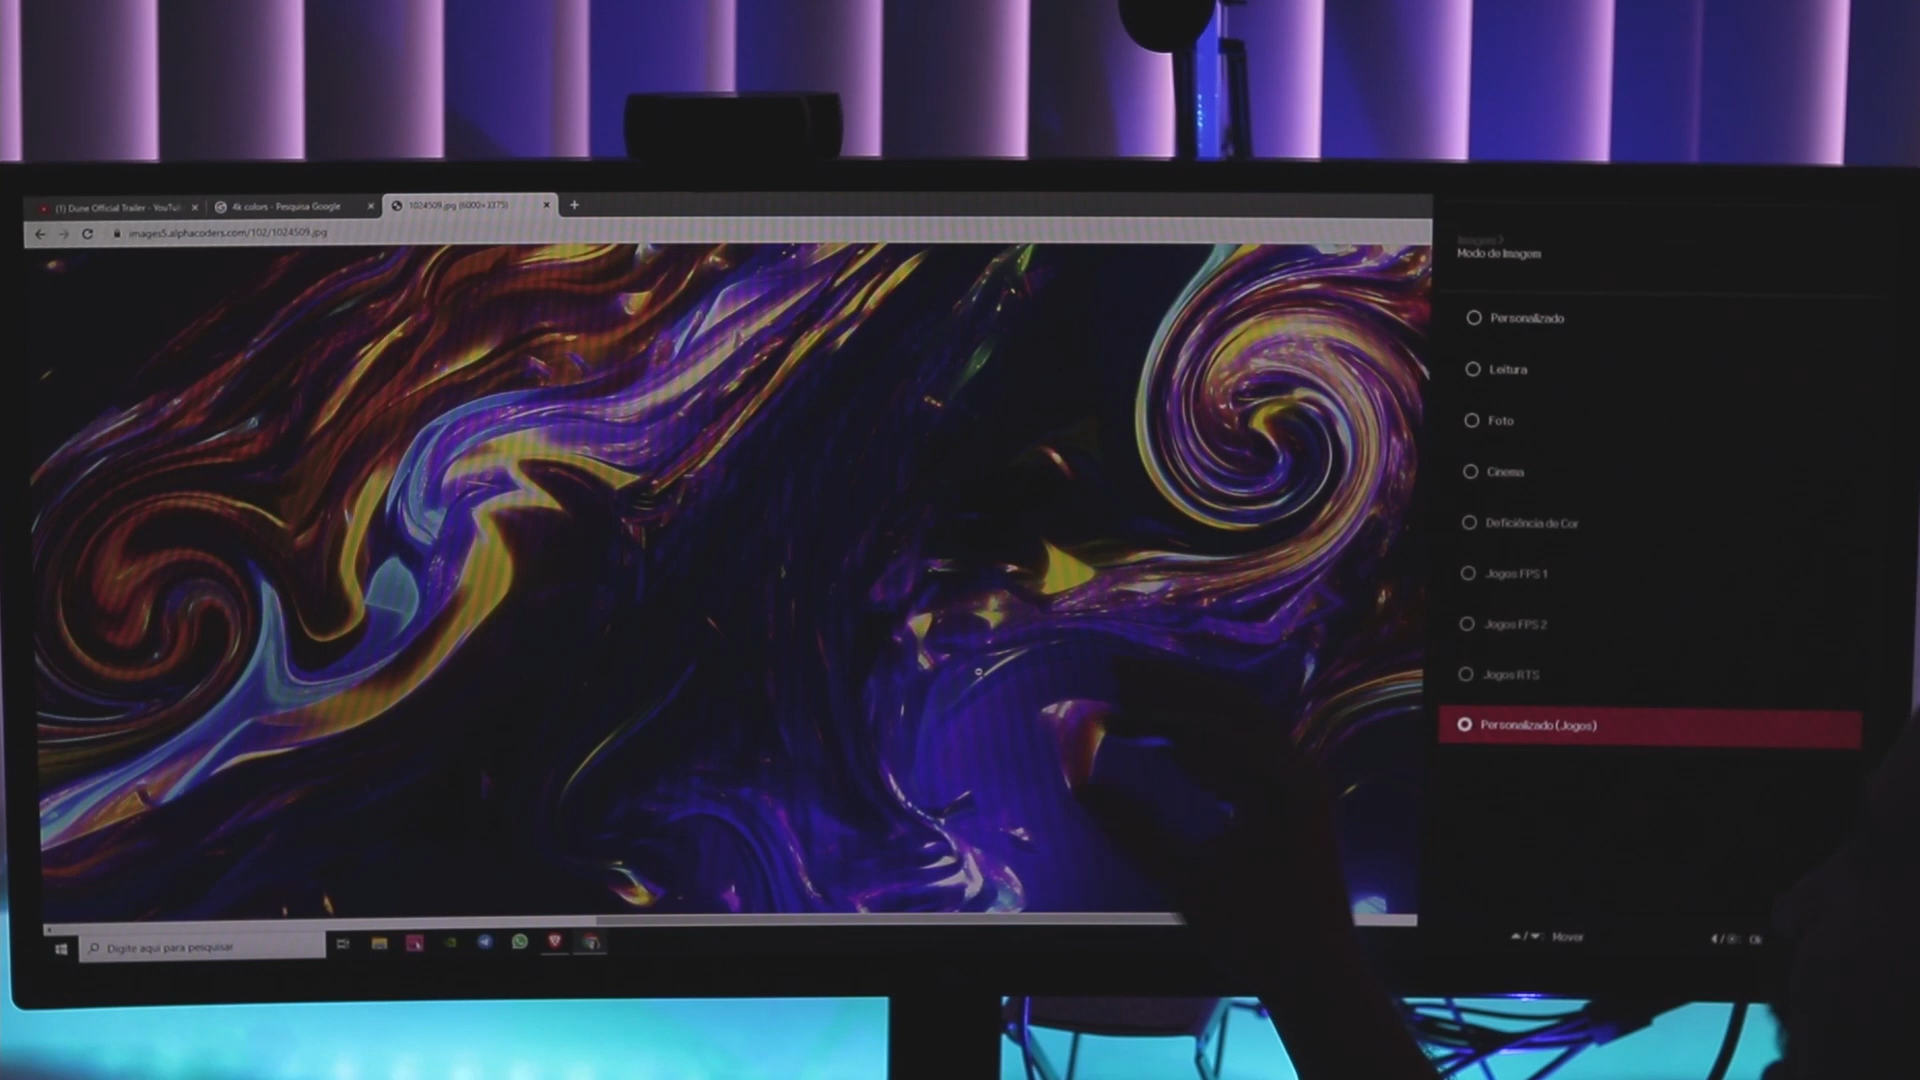 (1) Dune Official Trailer - YouTu
4k colors - Pesquisa Google
1024509.jpg (6000×3375)
images5.alphacoders.com/102/1024509.jpg
Imagem >
Modo de Imagem
Personalizado
Leitura
Foto
Cinema
Deficiência de Cor
Jogos FPS 1
Jogos FPS 2
Jogos RTS
Personalizado (Jogos)
Mover
Ok
Digite aqui para pesquisar